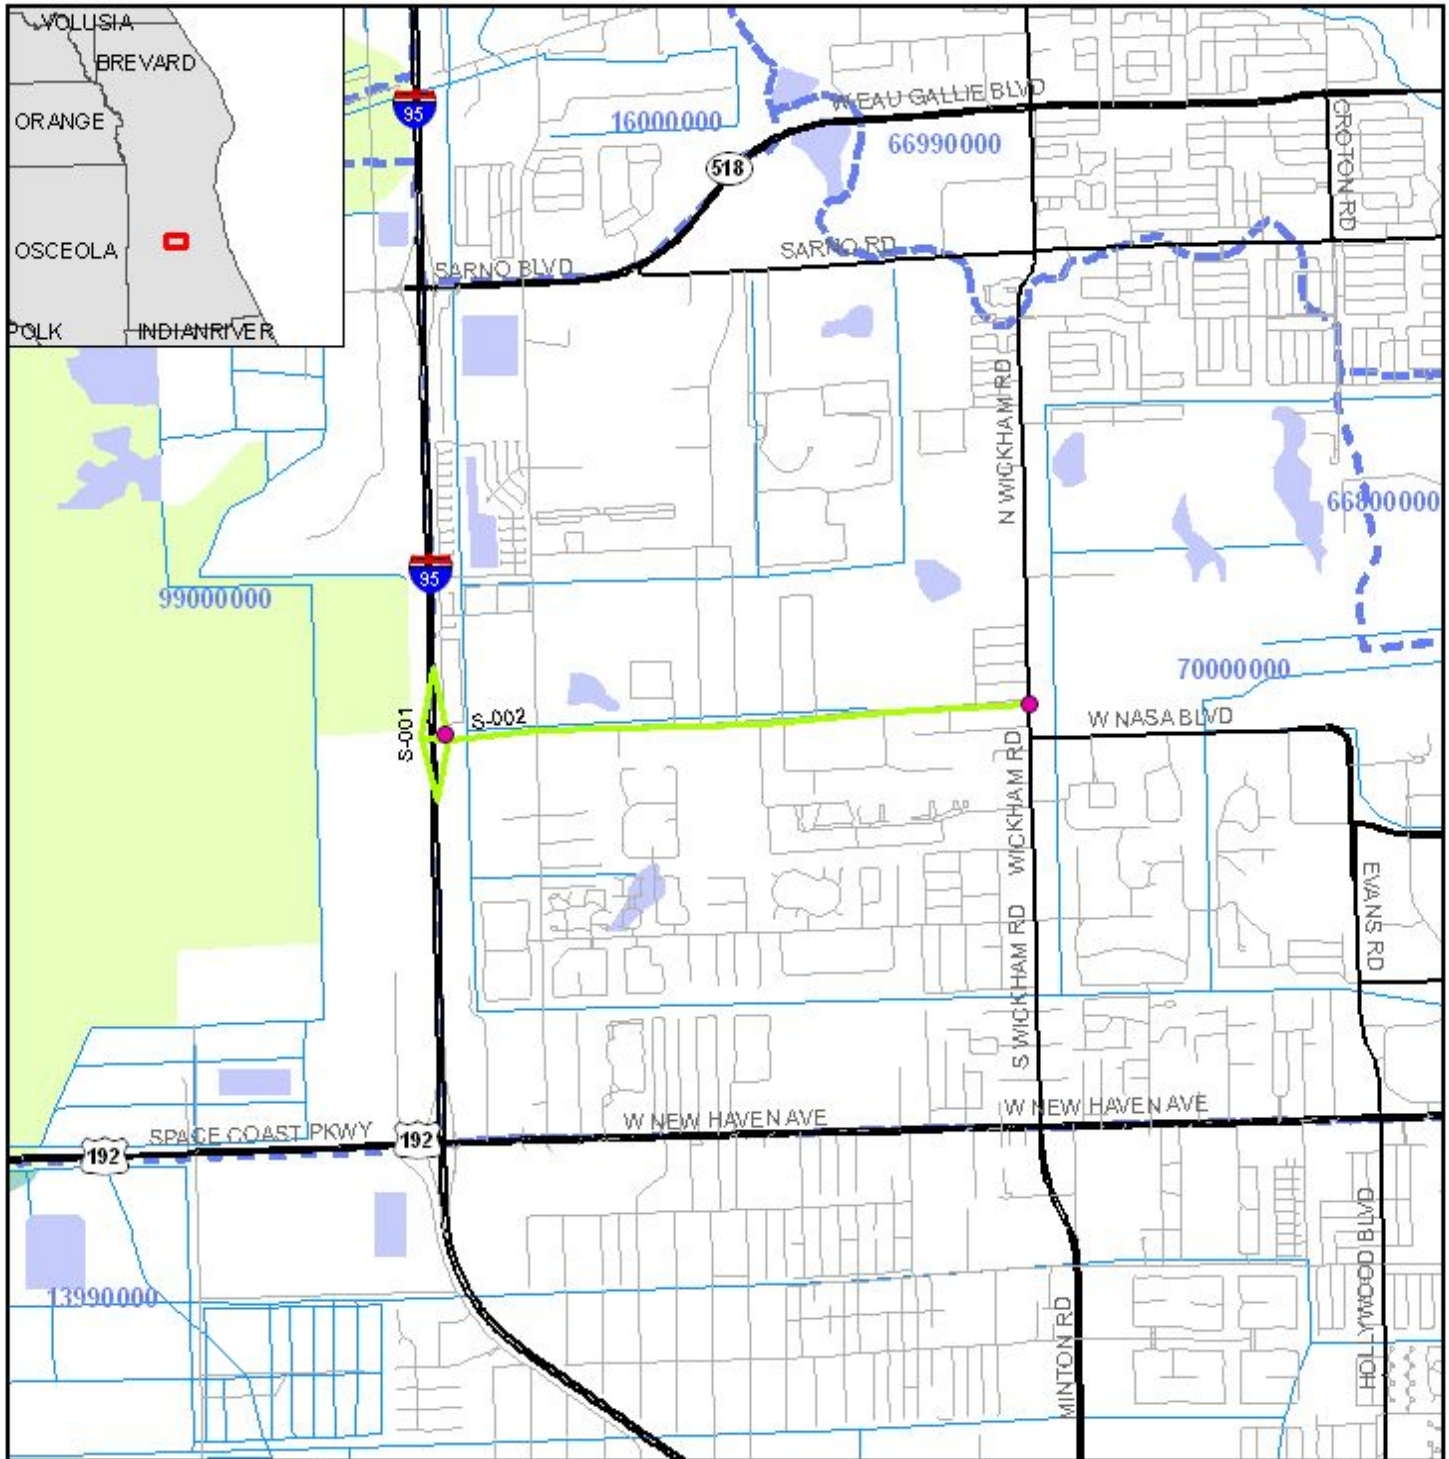 VOLUSIA
BREVARD
ORANGE
OSCEOLA
POLK
INDIANRIVER
95
16000000
W EAU GALLIE BLVD
66990000
518
CROTON RD
SARNO RD
SARNO BLVD
N WICKHAM RD
66800000
95
99000000
70000000
S-001
S-002
W NASA BLVD
WICKHAM RD
EVANS RD
S WICKHAM RD
W NEW HAVEN AVE
W NEW HAVEN AVE
SPACE COAST PKWY
192
192
HOLLYWOOD BLVD
13990000
MINTON RD